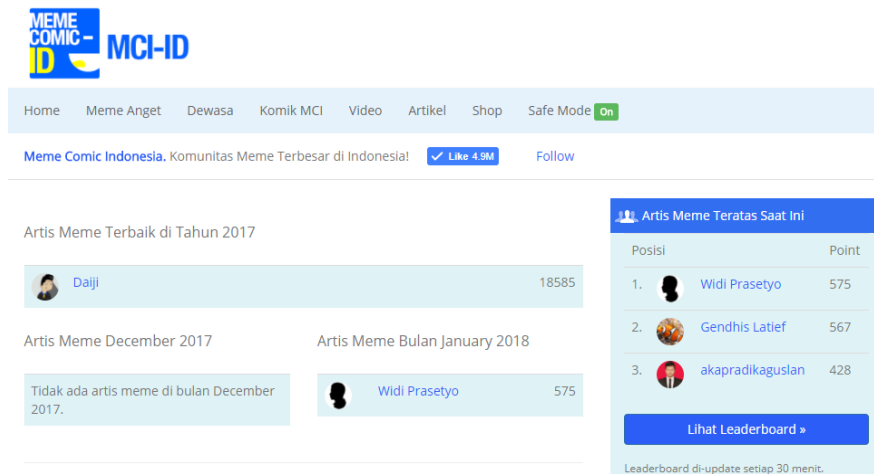 MEME
COMIC -
ID
MCI-ID
Home Meme Anget Dewasa Komik MCI Video Artikel Shop Safe Mode On
Meme Comic Indonesia. Komunitas Meme Terbesar di Indonesia! Like 4.9M Follow
Artis Meme Terbaik di Tahun 2017
Daiji 18585
Artis Meme December 2017
Tidak ada artis meme di bulan December
2017.
Artis Meme Bulan January 2018
Widi Prasetyo 575
Artis Meme Teratas Saat Ini
Posisi Point
1. Widi Prasetyo 575
2. Gendhis Latief 567
3. akapradikaguslan 428
Lihat Leaderboard »
Leaderboard di-update setiap 30 menit.